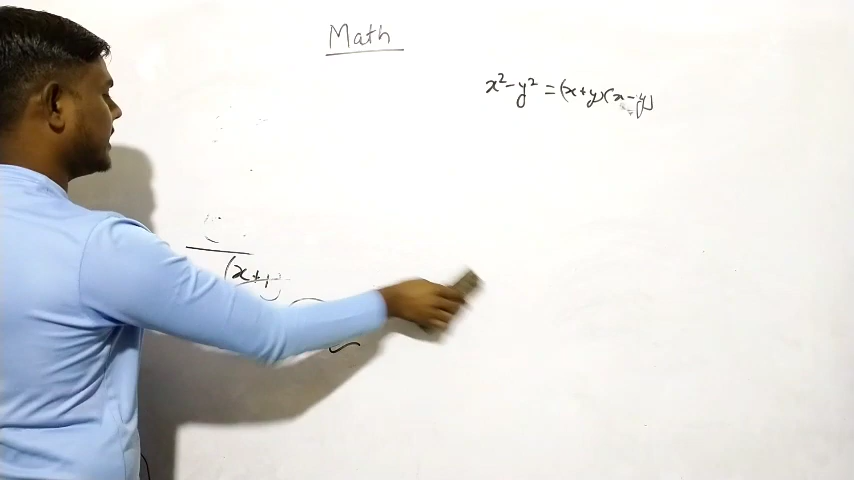 Math
x² - y² = (x+y)(x-y)
(x+